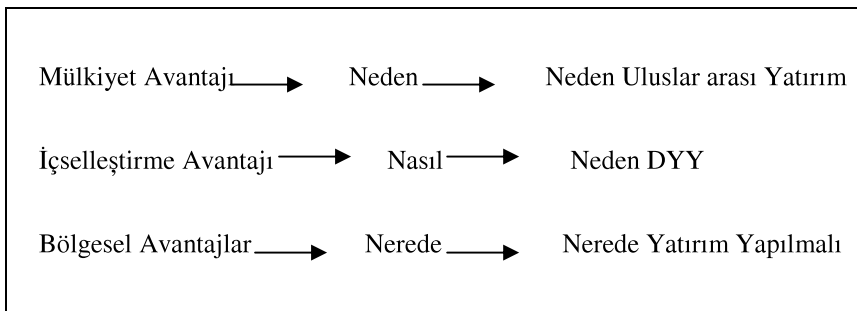 Mülkiyet Avantajı Neden Neden Uluslar arası Yatırım
İçselleştirme Avantajı Nasıl Neden DYY
Bölgesel Avantajlar Nerede Nerede Yatırım Yapılmalı